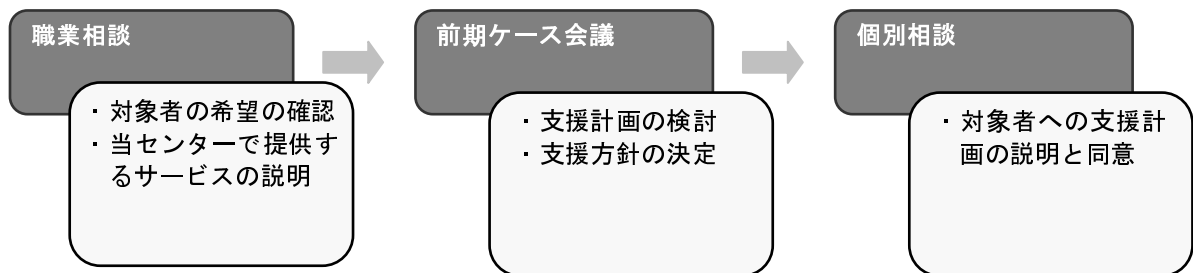 職業相談
・対象者の希望の確認
・当センターで提供す
るサービスの説明
前期ケース会議
・支援計画の検討
・支援方針の決定
個別相談
・対象者への支援計
画の説明と同意